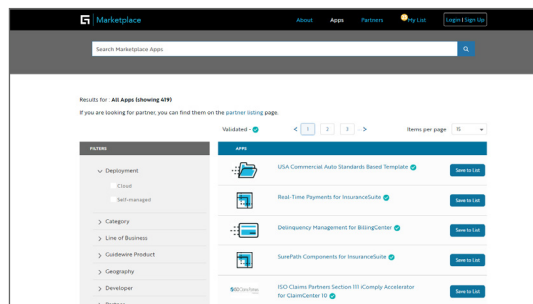 Marketplace
About
Apps
Partners
My List
Login | Sign Up
Search Marketplace Apps
Results for : All Apps (showing 419)
If you are looking for partner, you can find them on the partner listing page.
Validated -
< 1 2 3 >
Items per page 15
FILTERS
APPS
Deployment
Cloud
Self-managed
Category
Line of Business
Guidewire Product
Geography
Developer
USA Commercial Auto Standards Based Template
Save to List
Real-Time Payments for InsuranceSuite
Save to List
Delinquency Management for BillingCenter
Save to List
SurePath Components for InsuranceSuite
Save to List
ISO Claims Partners Section 111 iComply Accelerator
for ClaimCenter 10
Save to List